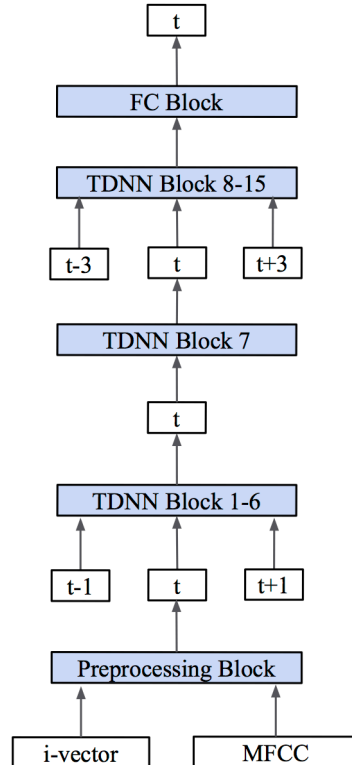 t
FC Block
TDNN Block 8-15
t-3 t t+3
TDNN Block 7
t
TDNN Block 1-6
t-1 t t+1
Preprocessing Block
i-vector MFCC